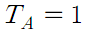 T_A = 1